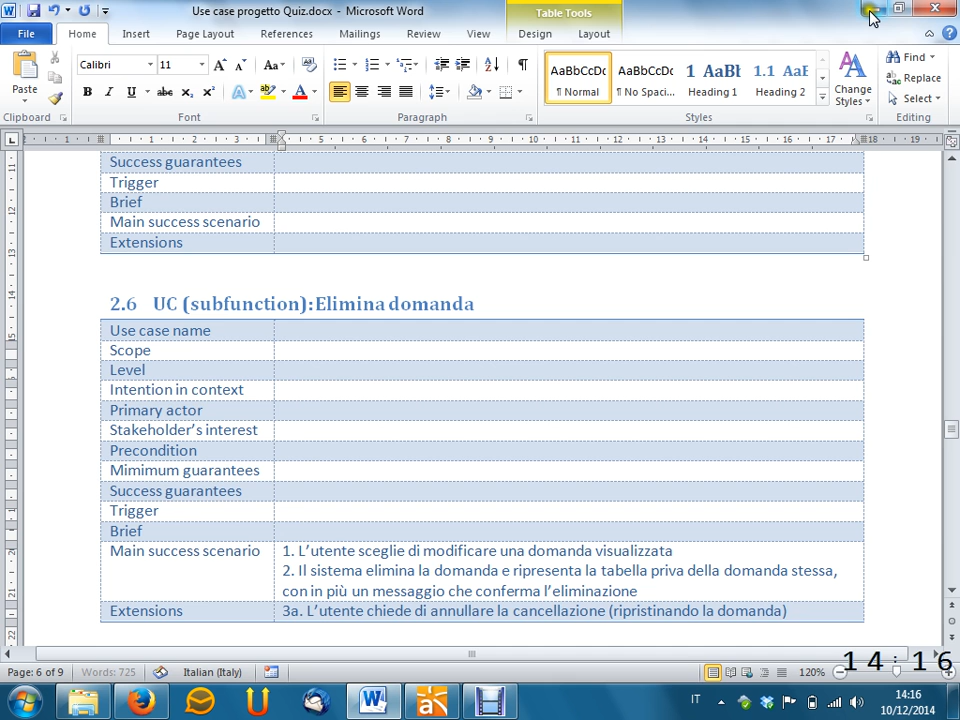 Use case progetto Quiz.docx - Microsoft Word
Table Tools
File Home Insert Page Layout References Mailings Review View Design Layout
Paste
Calibri 11
AaBbCcDc AaBbCcDc AaBbCc AaBbCc
¶ Normal ¶ No Spaci... Heading 1 Heading 2
Change Styles
Find
Replace
Select
Clipboard Font Paragraph Styles Editing
Success guarantees
Trigger
Brief
Main success scenario
Extensions
2.6 UC (subfunction):Elimina domanda
Use case name
Scope
Level
Intention in context
Primary actor
Stakeholder’s interest
Precondition
Mimimum guarantees
Success guarantees
Trigger
Brief
Main success scenario 1. L’utente sceglie di modificare una domanda visualizzata
2. Il sistema elimina la domanda e ripresenta la tabella priva della domanda stessa,
con in più un messaggio che conferma l’eliminazione
Extensions 3a. L’utente chiede di annullare la cancellazione (ripristinando la domanda)
Page: 6 of 9 Words: 725 Italian (Italy) 120%
14:16
IT
14:16
10/12/2014